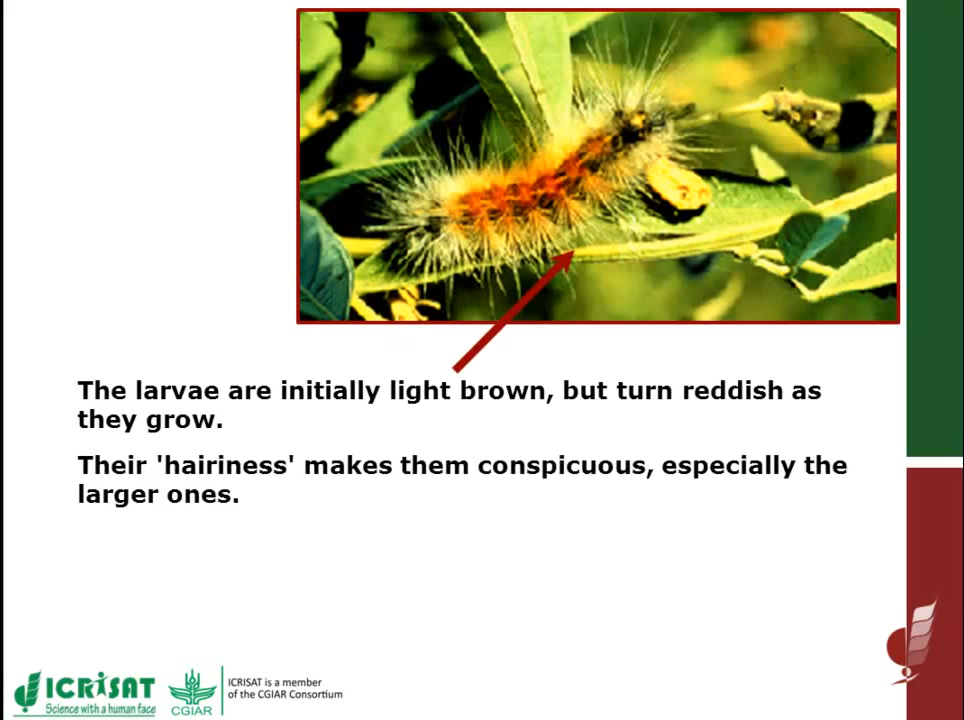 The larvae are initially light brown, but turn reddish as
they grow.
Their 'hairiness' makes them conspicuous, especially the
larger ones.
ICRISAT
Science with a human face
CGIAR
ICRISAT is a member
of the CGIAR Consortium